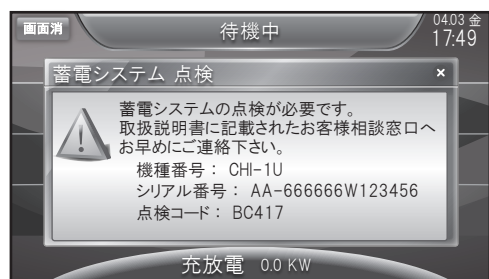 画面消
待機中
04.03 金
17:49
蓄電システム 点検
×
蓄電システムの点検が必要です。
取扱説明書に記載されたお客様相談窓口へ
お早めにご連絡下さい。
機種番号： CHI-1U
シリアル番号： AA-666666W123456
点検コード： BC417
充放電 0.0 KW